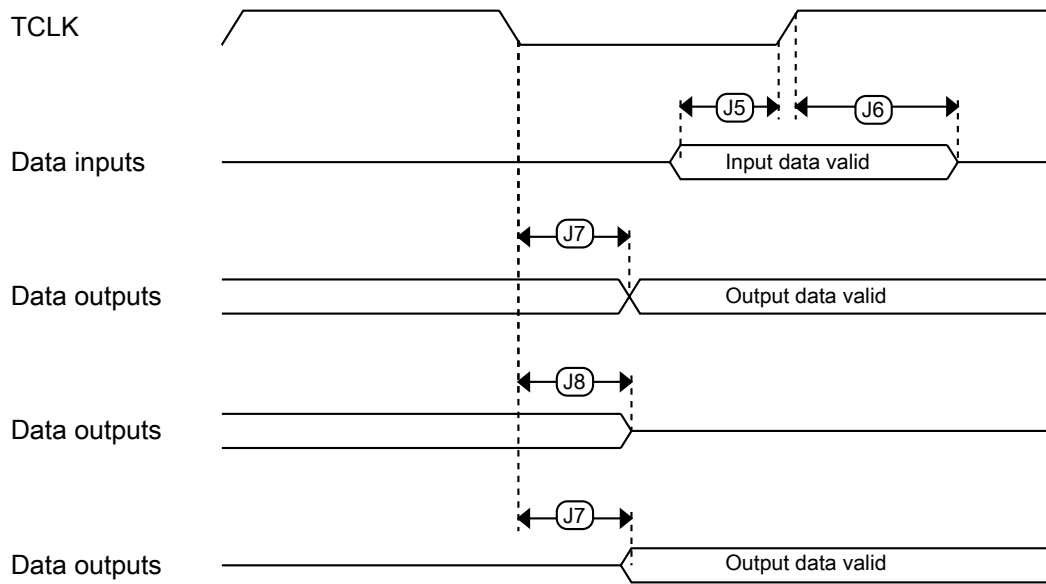 TCLK
J5
J6
Data inputs
Input data valid
J7
Data outputs
Output data valid
J8
Data outputs
J7
Data outputs
Output data valid